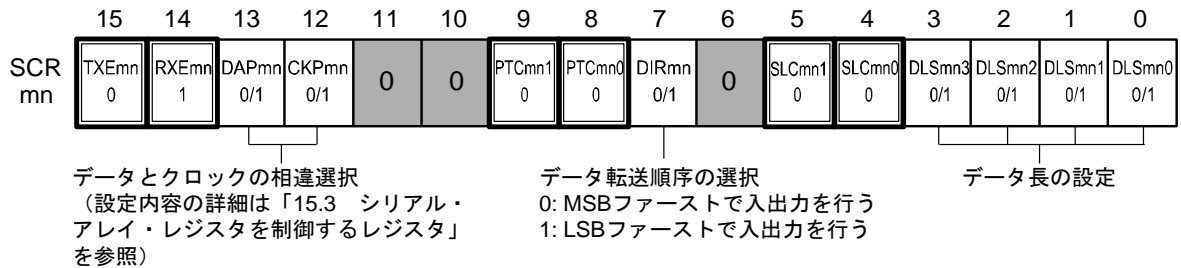 15 14 13 12 11 10 9 8 7 6 5 4 3 2 1 0
SCR
mn
TXEmn RXEmn DAPmn CKPmn 0 0 PTCmn1 PTCmn0 DIRmn 0 SLCmn1 SLCmn0 DLSmn3 DLSmn2 DLSmn1 DLSmn0
0 1 0/1 0/1 0 0 0/1 0 0 0/1 0/1 0/1 0/1
データとクロックの相違選択
（設定内容の詳細は「15.3 シリアル・
アレイ・レジスタを制御するレジスタ」
を参照）
データ転送順序の選択
0: MSBファーストで入出力を行う
1: LSBファーストで入出力を行う
データ長の設定